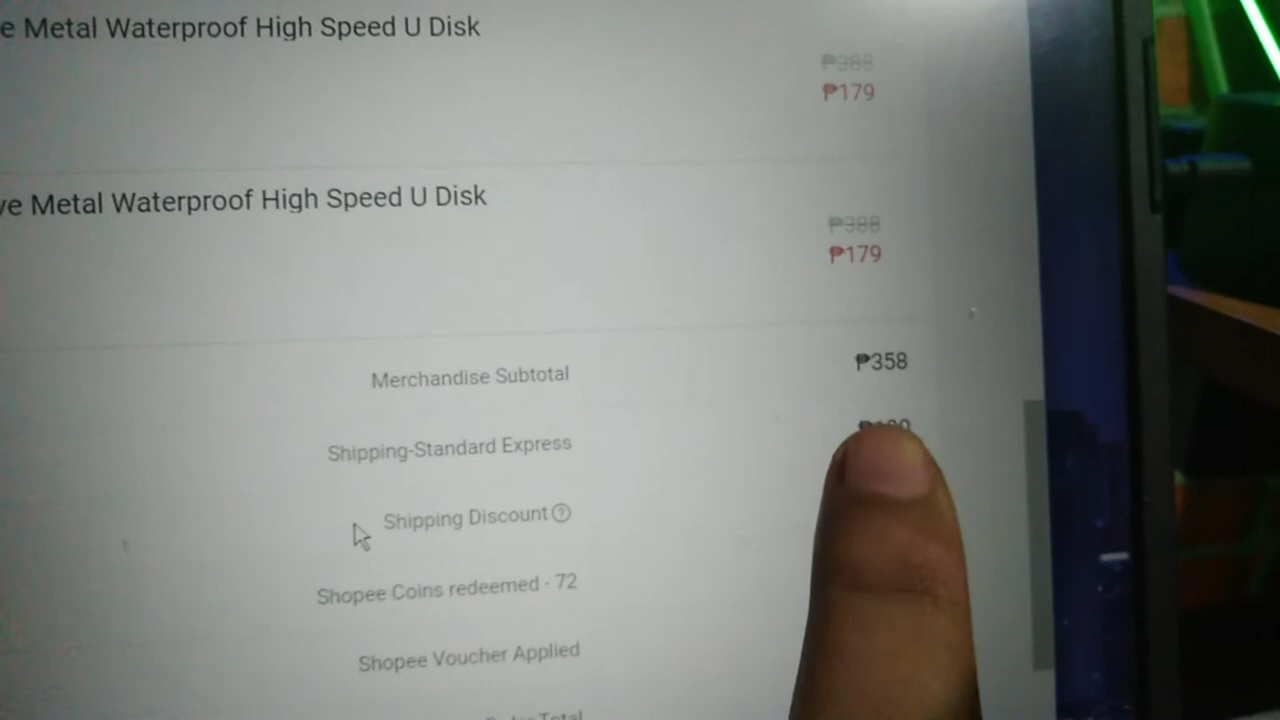 e Metal Waterproof High Speed U Disk
₱388
₱179
ve Metal Waterproof High Speed U Disk
₱388
₱179
Merchandise Subtotal
₱358
Shipping-Standard Express
Shipping Discount ?
Shopee Coins redeemed - 72
Shopee Voucher Applied
Total